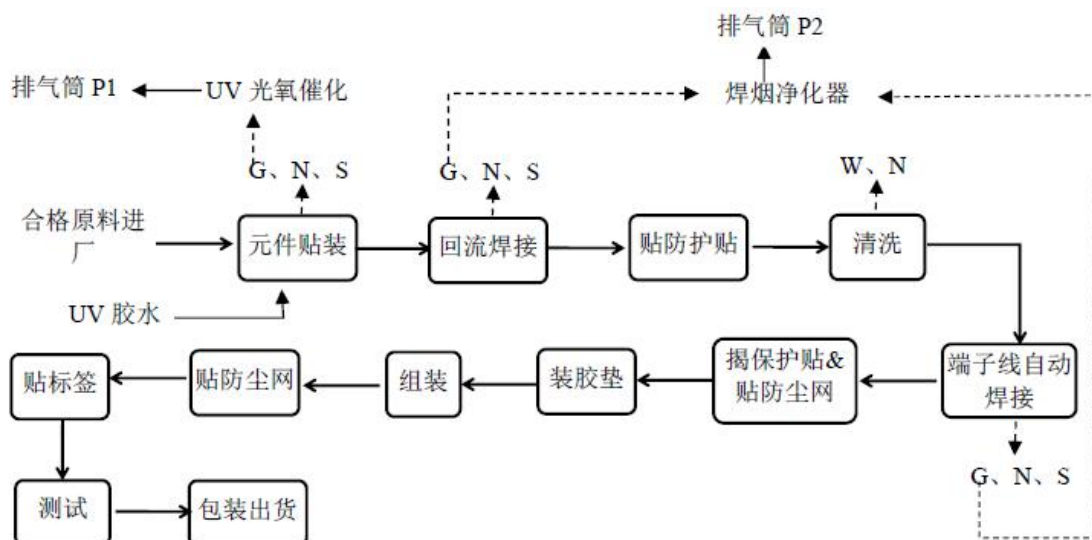 排气筒 P2
排气筒 P1
UV 光氧催化
焊烟净化器
G、N、S
G、N、S
W、N
合格原料进
厂
元件贴装
回流焊接
贴防护贴
清洗
UV 胶水
贴标签
贴防尘网
组装
装胶垫
揭保护贴&
贴防尘网
端子线自动
焊接
G、N、S
测试
包装出货